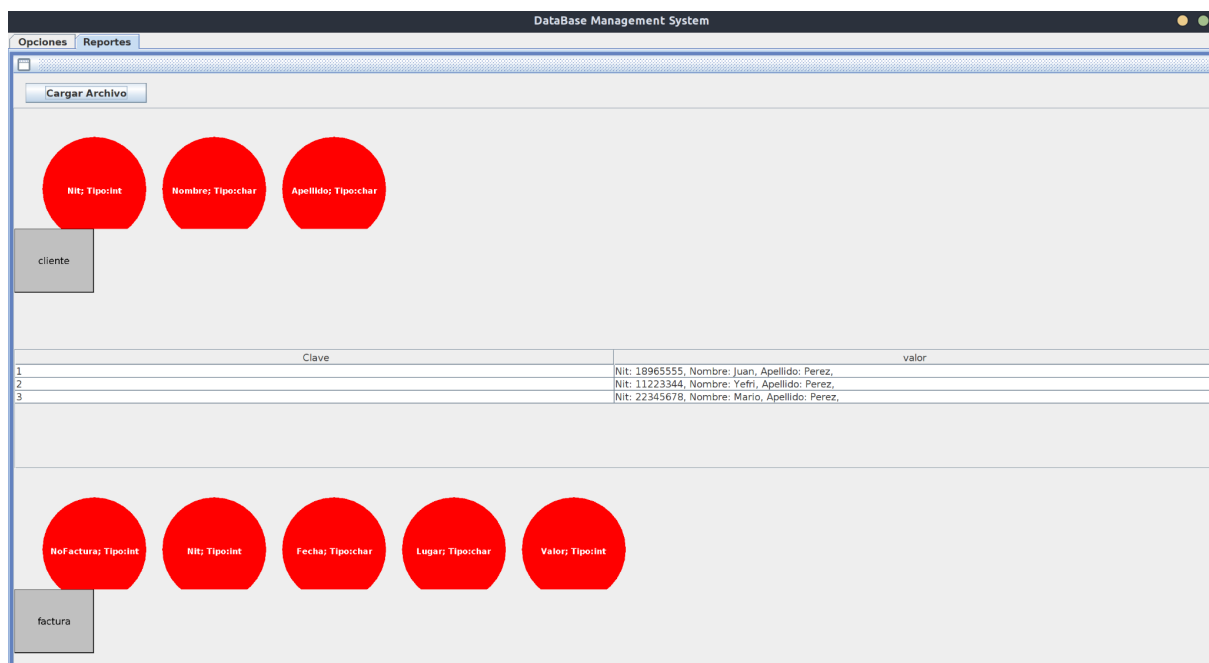 DataBase Management System
Opciones Reportes
Cargar Archivo
Nit; Tipo:int Nombre; Tipo:char Apellido; Tipo:char
cliente
Clave valor
1 Nit: 18965555, Nombre: Juan, Apellido: Perez,
2 Nit: 11223344, Nombre: Yefri, Apellido: Perez,
3 Nit: 22345678, Nombre: Mario, Apellido: Perez,
NoFactura; Tipo:int Nit; Tipo:int Fecha; Tipo:char Lugar; Tipo:char Valor; Tipo:int
factura